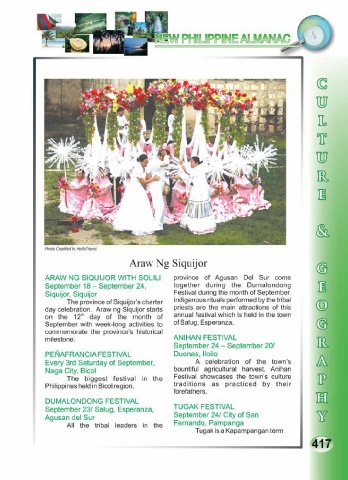 NEW PHILIPPINE ALMANAC
CULTURE & GEOGRAPHY
Photo Credited to HelloTravel
Araw Ng Siquijor
ARAW NG SIQUIJOR WITH SOLILI
September 18 – September 24,
Siquijor, Siquijor
The province of Siquijor's charter
day celebration. Araw ng Siquijor starts
on the 12th day of the month of
September with week-long activities to
commemorate the province's historical
milestone.
PEÑAFRANCIA FESTIVAL
Every 3rd Saturday of September,
Naga City, Bicol
The biggest festival in the
Philippines held in Bicol region.
DUMALONDONG FESTIVAL
September 23/ Salug, Esperanza,
Agusan del Sur
All the tribal leaders in the
province of Agusan Del Sur come
together during the Dumalondong
Festival during the month of September.
Indigenous rituals performed by the tribal
priests are the main attractions of this
annual festival which is held in the town
of Salug, Esperanza.
ANIHAN FESTIVAL
September 24 – September 20/
Duenas, Iloilo
A celebration of the town's
bountiful agricultural harvest. Anihan
Festival showcases the town's culture
traditions as practiced by their
forefathers.
TUGAK FESTIVAL
September 24/ City of San
Fernando, Pampanga
Tugak is a Kapampangan term
417